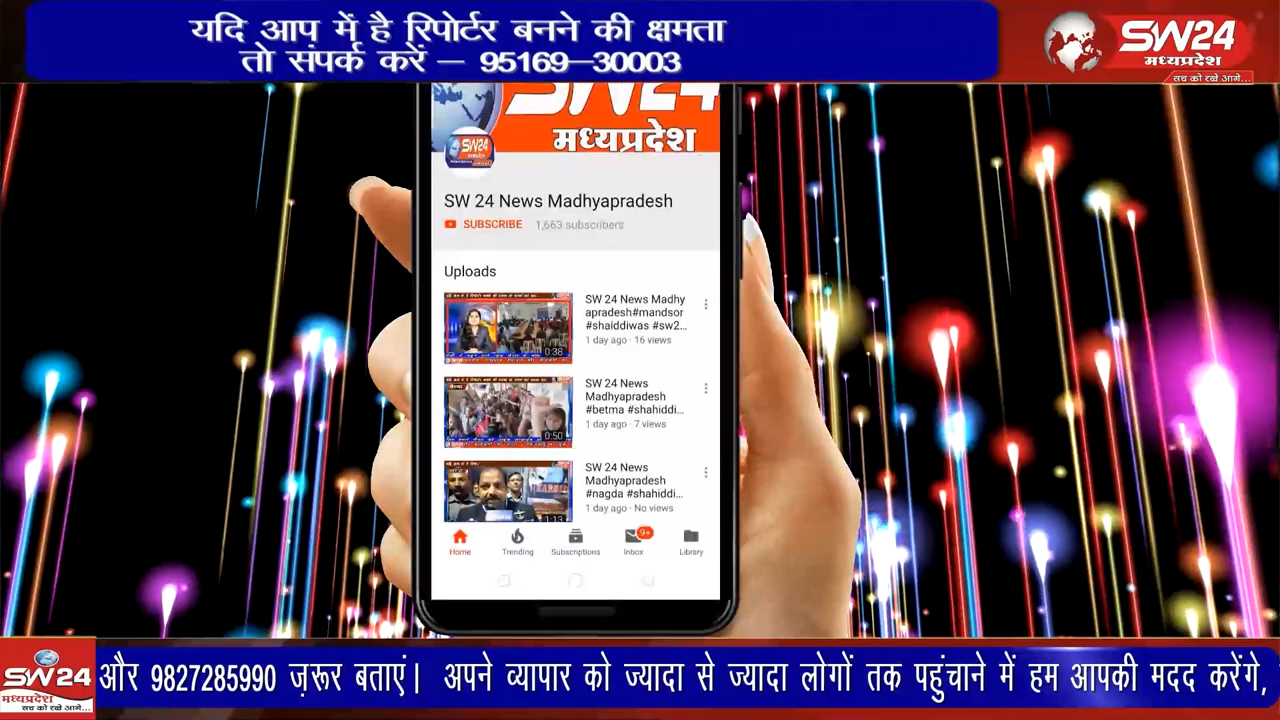 यदि आप में है रिपोर्टर बनने की क्षमता
तो संपर्क करें – 95169–30003
SW24
मध्यप्रदेश
सच को रखे आगे...
SW24
मध्यप्रदेश
SW24
SW 24 News Madhyapradesh
SUBSCRIBE 1,663 subscribers
Uploads
SW 24 News Madhy
apradesh#mandsor
#shaiddiwas #sw2...
1 day ago · 16 views
0:38
SW 24 News
Madhyapradesh
#betma #shahiddi...
1 day ago · 7 views
0:50
SW 24 News
Madhyapradesh
#nagda #shahiddi...
1 day ago · No views
1:13
9+
Home Trending Subscriptions Inbox Library
SW24
मध्यप्रदेश
सच को रखे आगे...
और 9827285990 ज़रूर बताएं। अपने व्यापार को ज्यादा से ज्यादा लोगों तक पहुंचाने में हम आपकी मदद करेंगे,